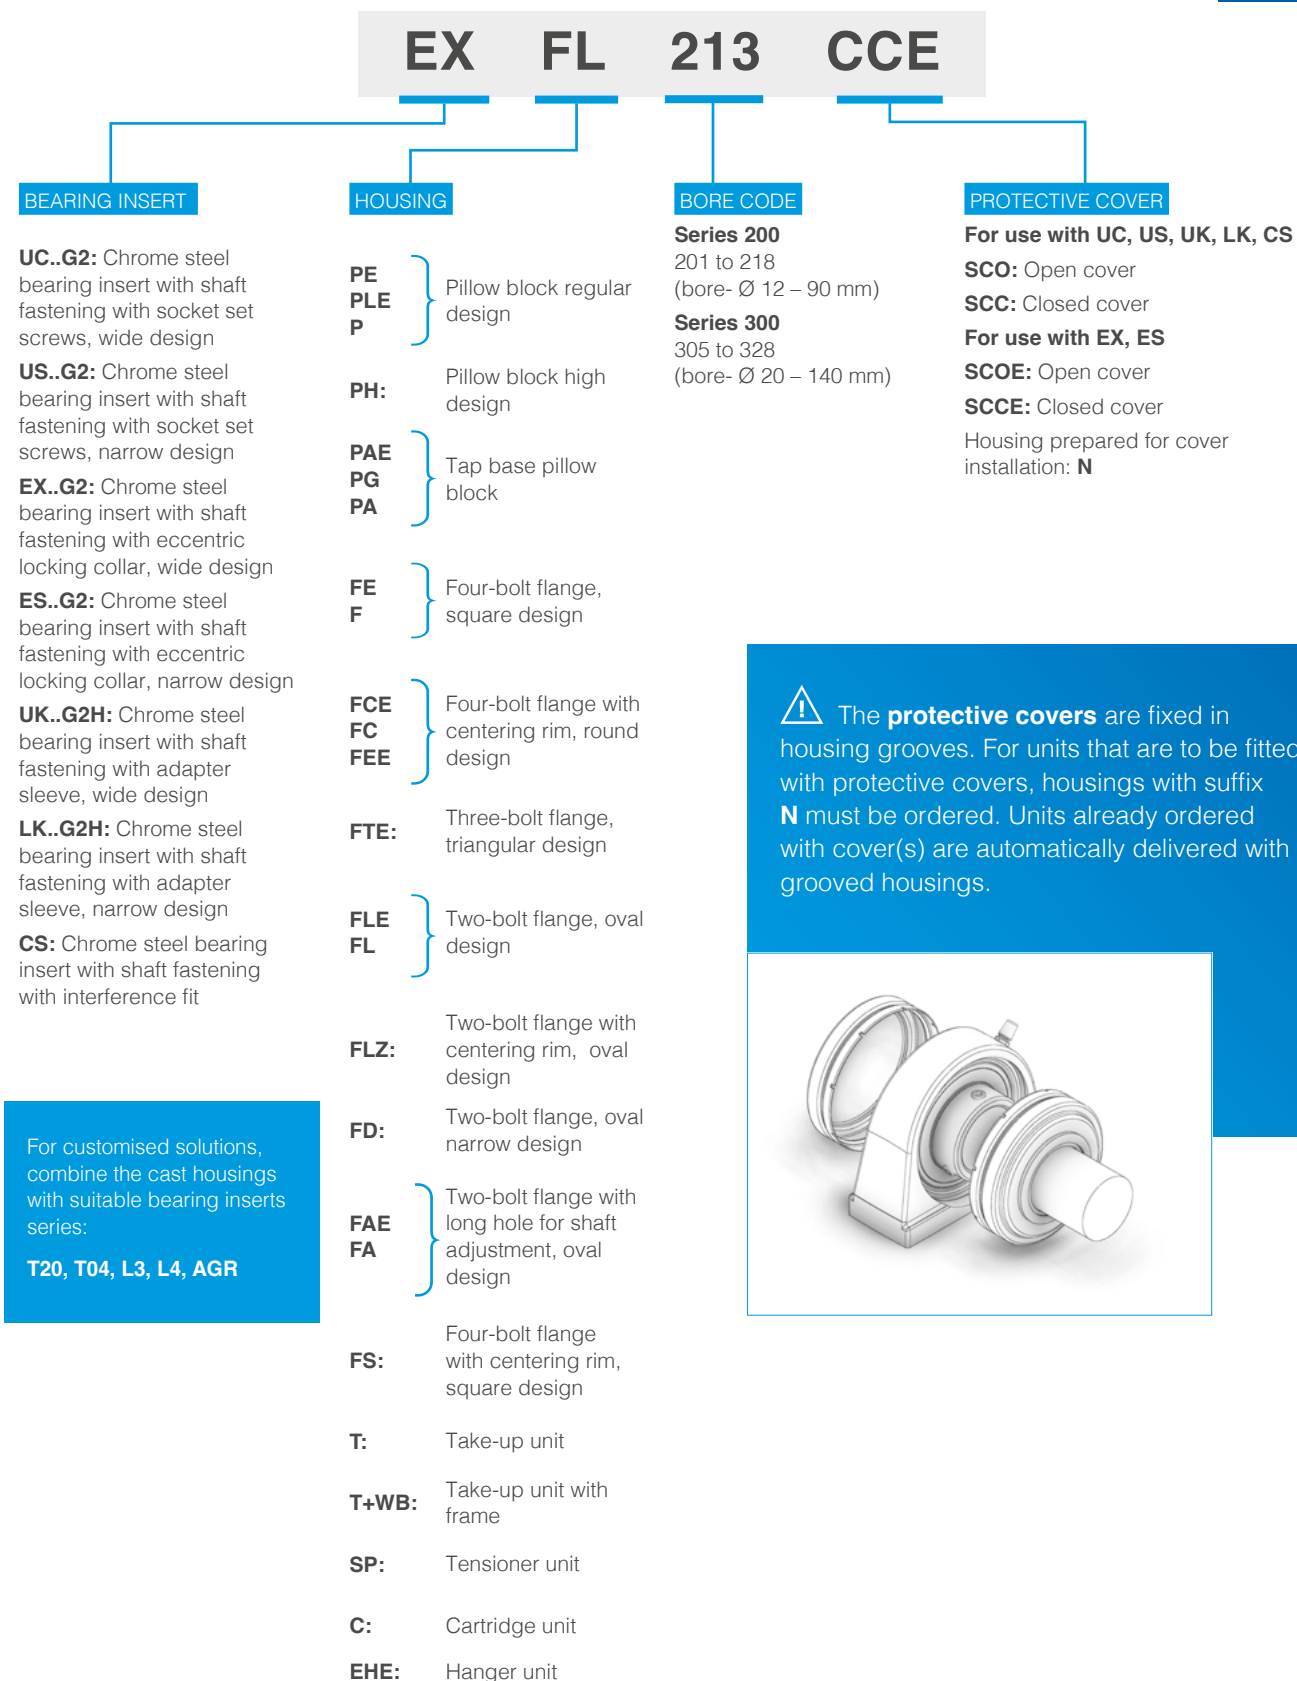 EX FL 213 CCE
BEARING INSERT
UC..G2: Chrome steel
bearing insert with shaft
fastening with socket set
screws, wide design
US..G2: Chrome steel
bearing insert with shaft
fastening with socket set
screws, narrow design
EX..G2: Chrome steel
bearing insert with shaft
fastening with eccentric
locking collar, wide design
ES..G2: Chrome steel
bearing insert with shaft
fastening with eccentric
locking collar, narrow design
UK..G2H: Chrome steel
bearing insert with shaft
fastening with adapter
sleeve, wide design
LK..G2H: Chrome steel
bearing insert with shaft
fastening with adapter
sleeve, narrow design
CS: Chrome steel bearing
insert with shaft fastening
with interference fit
For customised solutions,
combine the cast housings
with suitable bearing inserts
series:
T20, T04, L3, L4, AGR
HOUSING
PE
PLE
P
Pillow block regular
design
PH:
Pillow block high
design
PAE
PG
PA
Tap base pillow
block
FE
F
Four-bolt flange,
square design
FCE
FC
FEE
Four-bolt flange with
centering rim, round
design
FTE:
Three-bolt flange,
triangular design
FLE
FL
Two-bolt flange, oval
design
FLZ:
Two-bolt flange with
centering rim, oval
design
FD:
Two-bolt flange, oval
narrow design
FAE
FA
Two-bolt flange with
long hole for shaft
adjustment, oval
design
FS:
Four-bolt flange
with centering rim,
square design
T: Take-up unit
T+WB:
Take-up unit with
frame
SP: Tensioner unit
C: Cartridge unit
EHE: Hanger unit
BORE CODE
Series 200
201 to 218
(bore- Ø 12 – 90 mm)
Series 300
305 to 328
(bore- Ø 20 – 140 mm)
PROTECTIVE COVER
For use with UC, US, UK, LK, CS
SCO: Open cover
SCC: Closed cover
For use with EX, ES
SCOE: Open cover
SCCE: Closed cover
Housing prepared for cover
installation: N
The protective covers are fixed in
housing grooves. For units that are to be fitted
with protective covers, housings with suffix
N must be ordered. Units already ordered
with cover(s) are automatically delivered with
grooved housings.